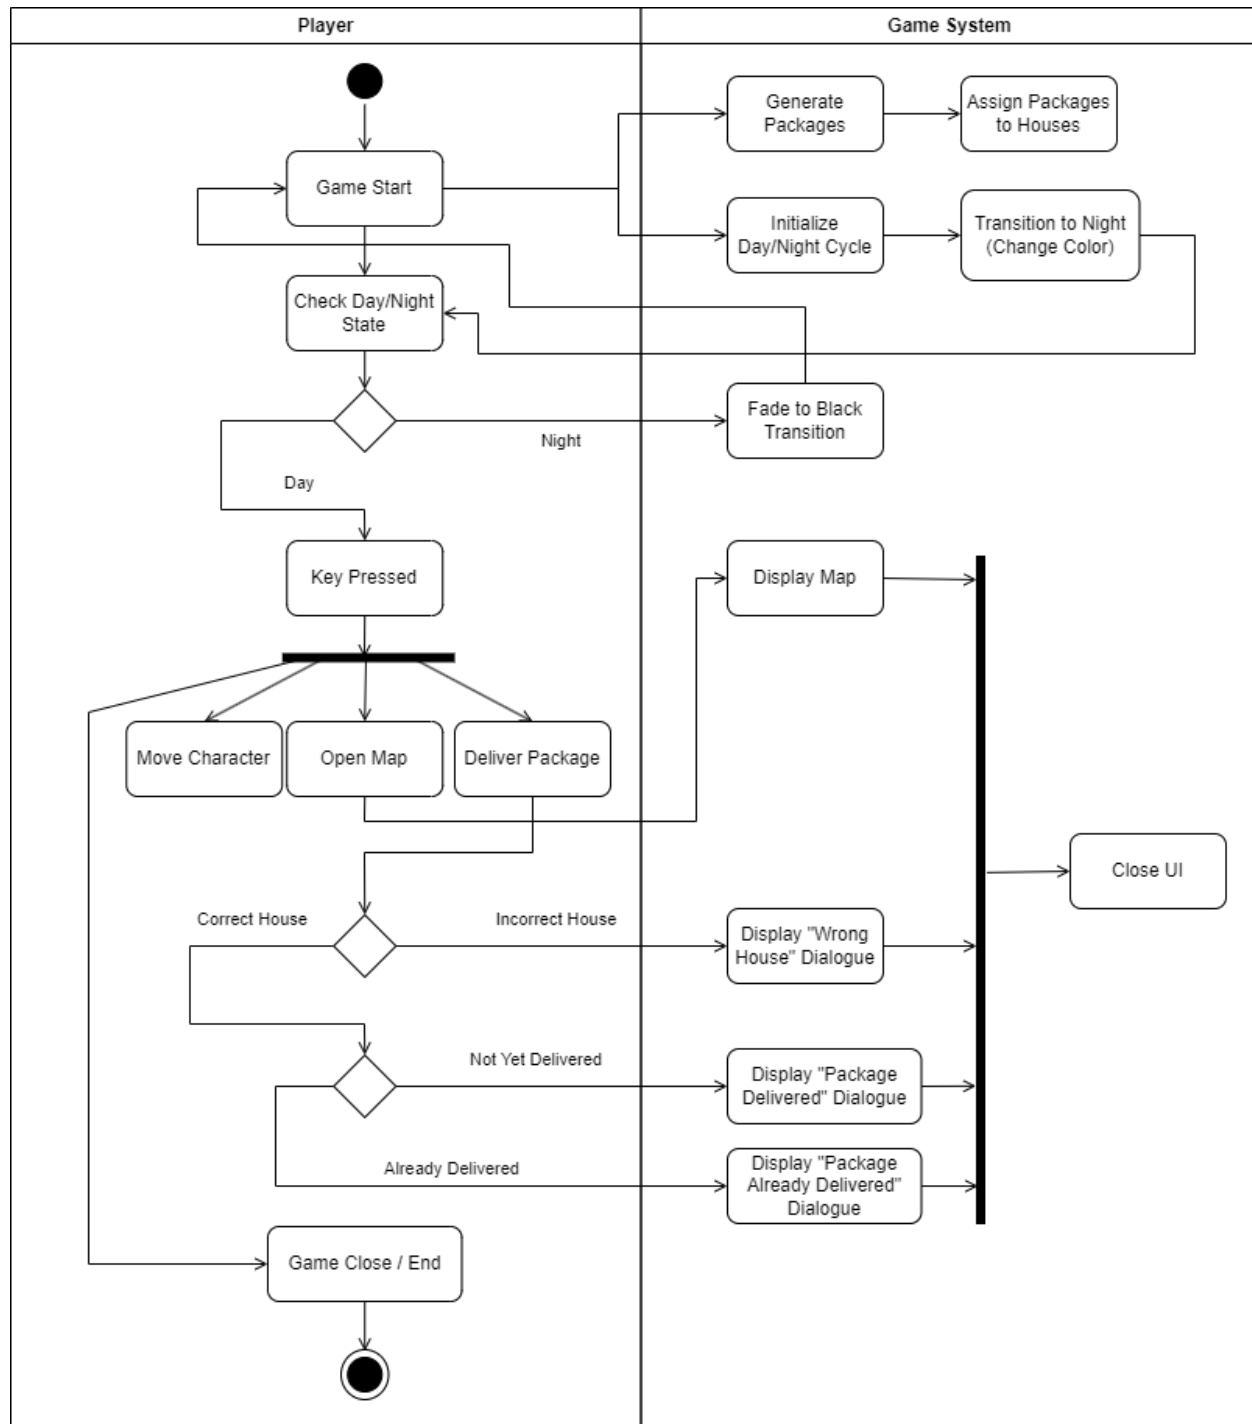 Player
Game System
Generate
Packages
Assign Packages
to Houses
Game Start
Initialize
Day/Night Cycle
Transition to Night
(Change Color)
Check Day/Night
State
Fade to Black
Transition
Night
Day
Key Pressed
Display Map
Move Character
Open Map
Deliver Package
Close UI
Correct House
Incorrect House
Display "Wrong
House" Dialogue
Not Yet Delivered
Display "Package
Delivered" Dialogue
Already Delivered
Display "Package
Already Delivered"
Dialogue
Game Close / End